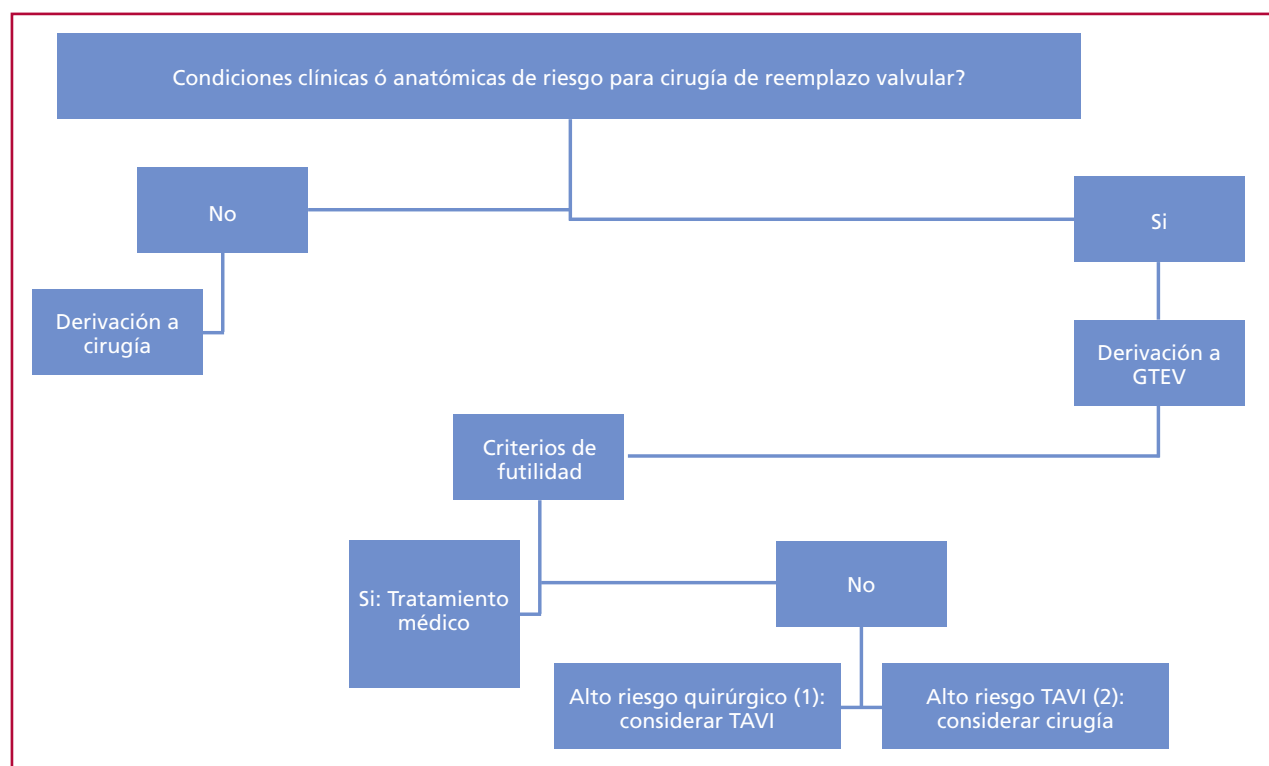 Condiciones clínicas ó anatómicas de riesgo para cirugía de reemplazo valvular?
No
Si
Derivación a
cirugía
Derivación a
GTEV
Criterios de
futilidad
Si: Tratamiento
médico
No
Alto riesgo quirúrgico (1):
considerar TAVI
Alto riesgo TAVI (2):
considerar cirugía